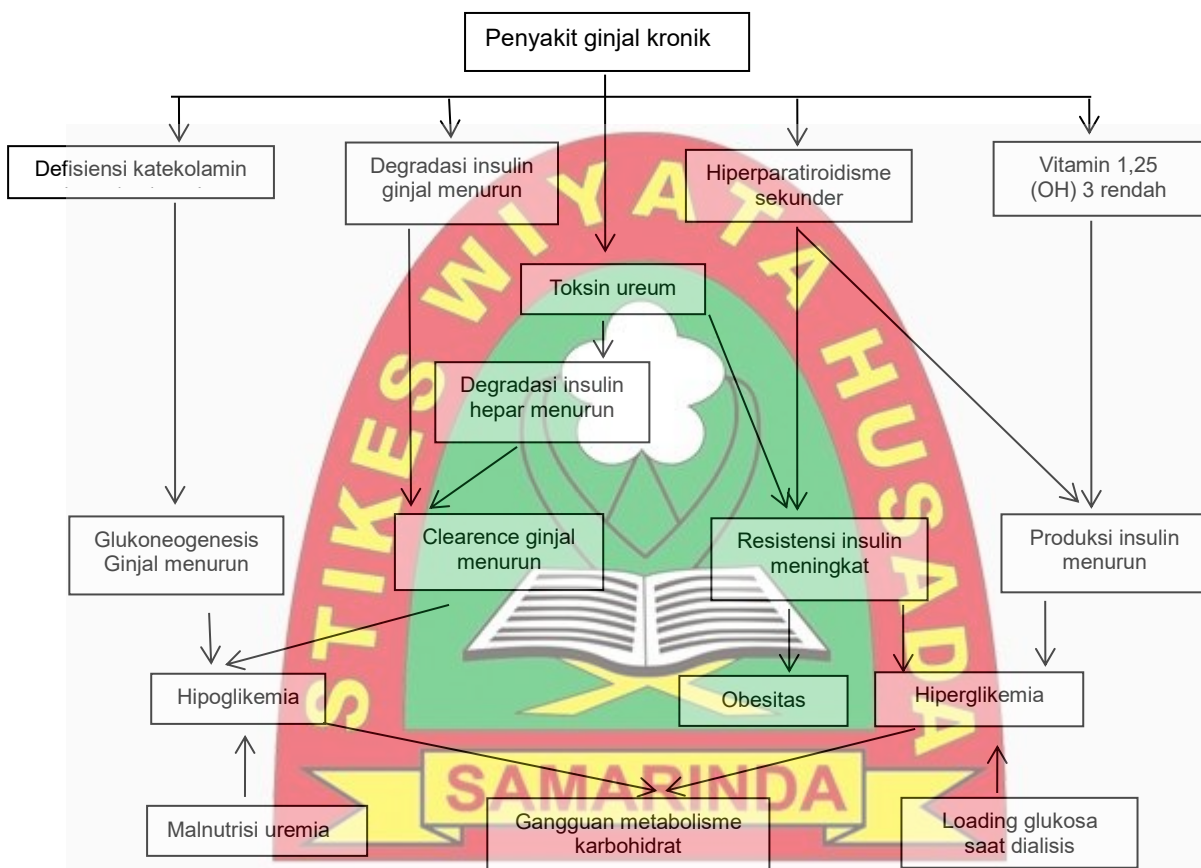 Penyakit ginjal kronik
Defisiensi katekolamin
Degradasi insulin
ginjal menurun
Hiperparatiroidisme
sekunder
Vitamin 1,25
(OH) 3 rendah
Toksin ureum
Degradasi insulin
hepar menurun
Glukoneogenesis
Ginjal menurun
Clearence ginjal
menurun
Resistensi insulin
meningkat
Produksi insulin
menurun
Hipoglikemia
Obesitas
Hiperglikemia
Malnutrisi uremia
Gangguan metabolisme
karbohidrat
Loading glukosa
saat dialisis
STIKES WIYATA HUSADA
SAMARINDA